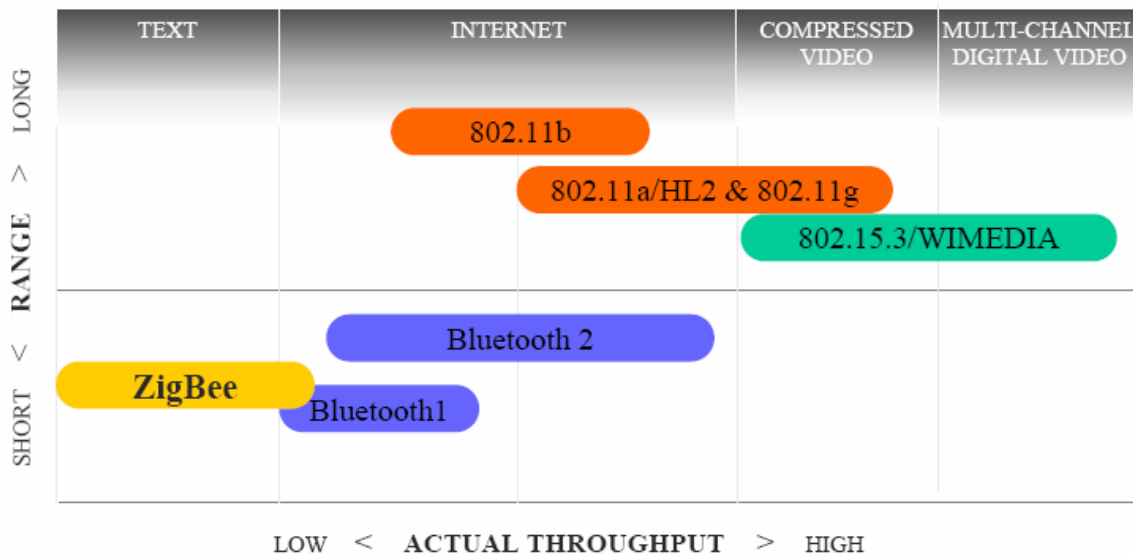 TEXT
INTERNET
COMPRESSED
VIDEO
MULTI-CHANNEL
DIGITAL VIDEO
SHORT < RANGE > LONG
802.11b
802.11a/HL2 & 802.11g
802.15.3/WIMEDIA
Bluetooth 2
ZigBee
Bluetooth1
LOW < ACTUAL THROUGHPUT > HIGH